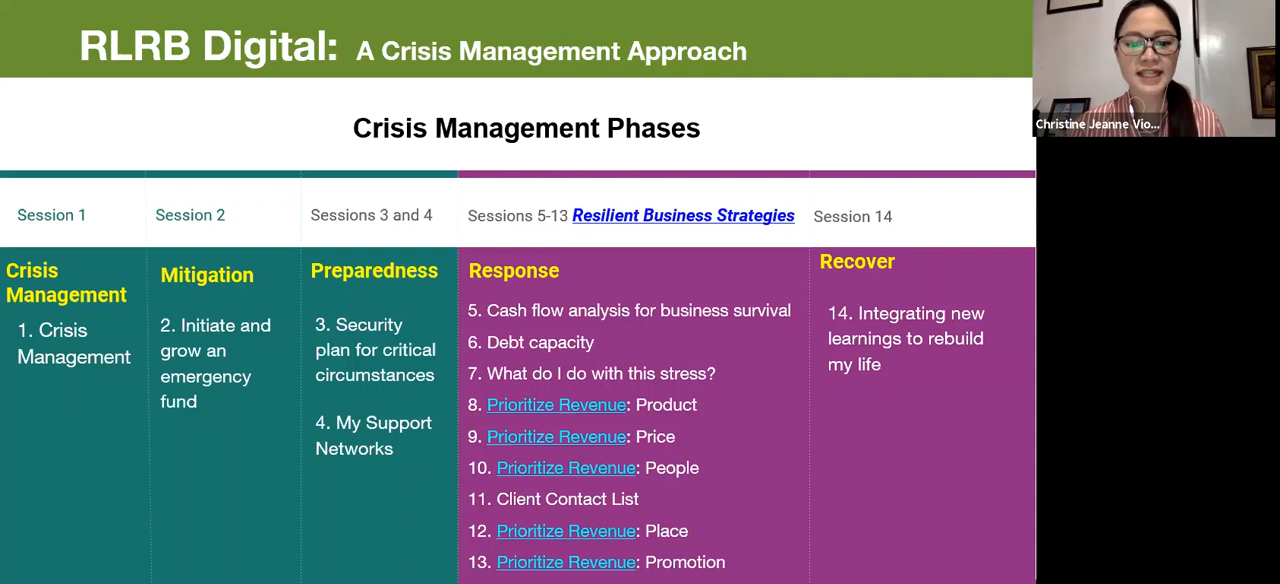 RLRB Digital: A Crisis Management Approach
Christine Jeanne Vio...
Crisis Management Phases
Session 1
Session 2
Sessions 3 and 4
Sessions 5-13 Resilient Business Strategies
Session 14
Crisis
Management
1. Crisis
Management
Mitigation
2. Initiate and
grow an
emergency
fund
Preparedness
3. Security
plan for critical
circumstances
4. My Support
Networks
Response
5. Cash flow analysis for business survival
6. Debt capacity
7. What do I do with this stress?
8. Prioritize Revenue: Product
9. Prioritize Revenue: Price
10. Prioritize Revenue: People
11. Client Contact List
12. Prioritize Revenue: Place
13. Prioritize Revenue: Promotion
Recover
14. Integrating new
learnings to rebuild
my life